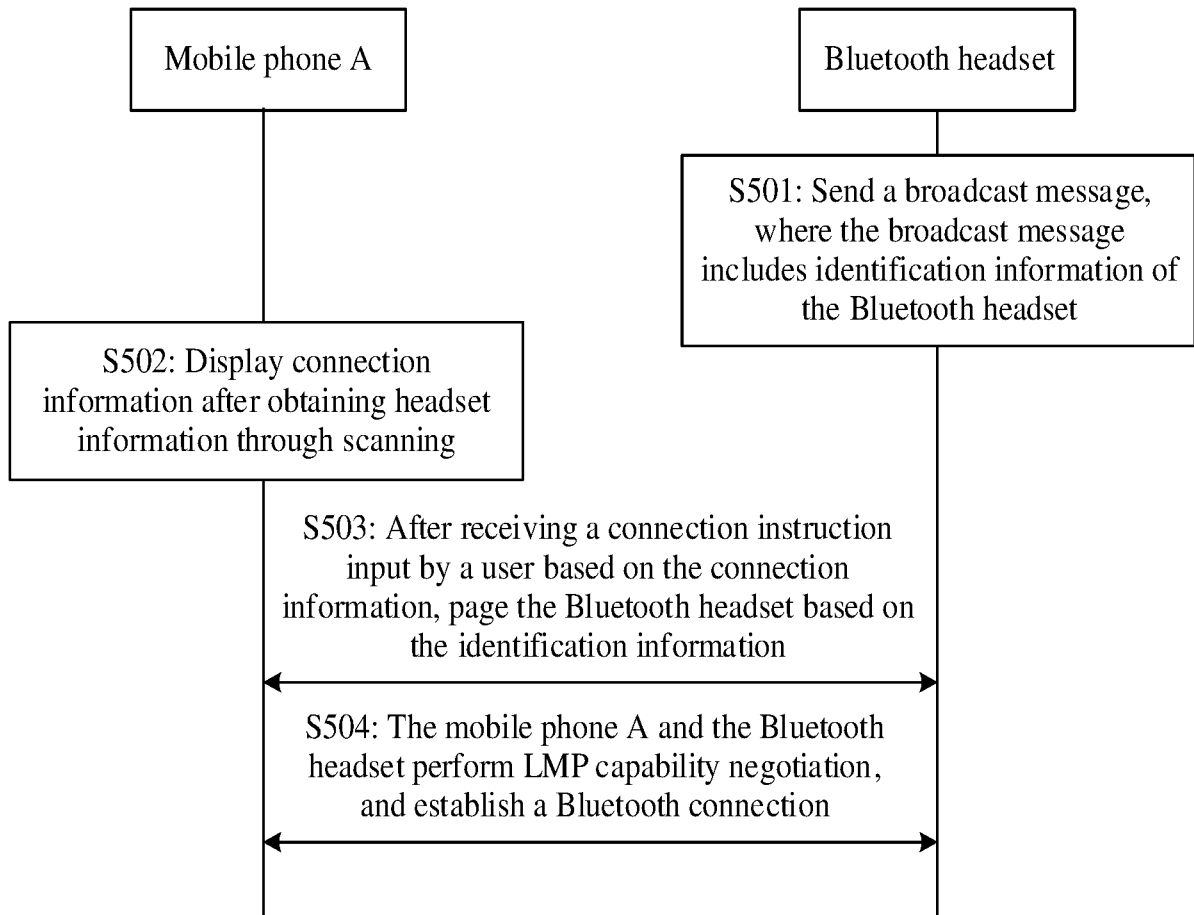 Mobile phone A
Bluetooth headset
S501: Send a broadcast message,
where the broadcast message
includes identification information of
the Bluetooth headset
S502: Display connection
information after obtaining headset
information through scanning
S503: After receiving a connection instruction
input by a user based on the connection
information, page the Bluetooth headset based on
the identification information
S504: The mobile phone A and the Bluetooth
headset perform LMP capability negotiation,
and establish a Bluetooth connection